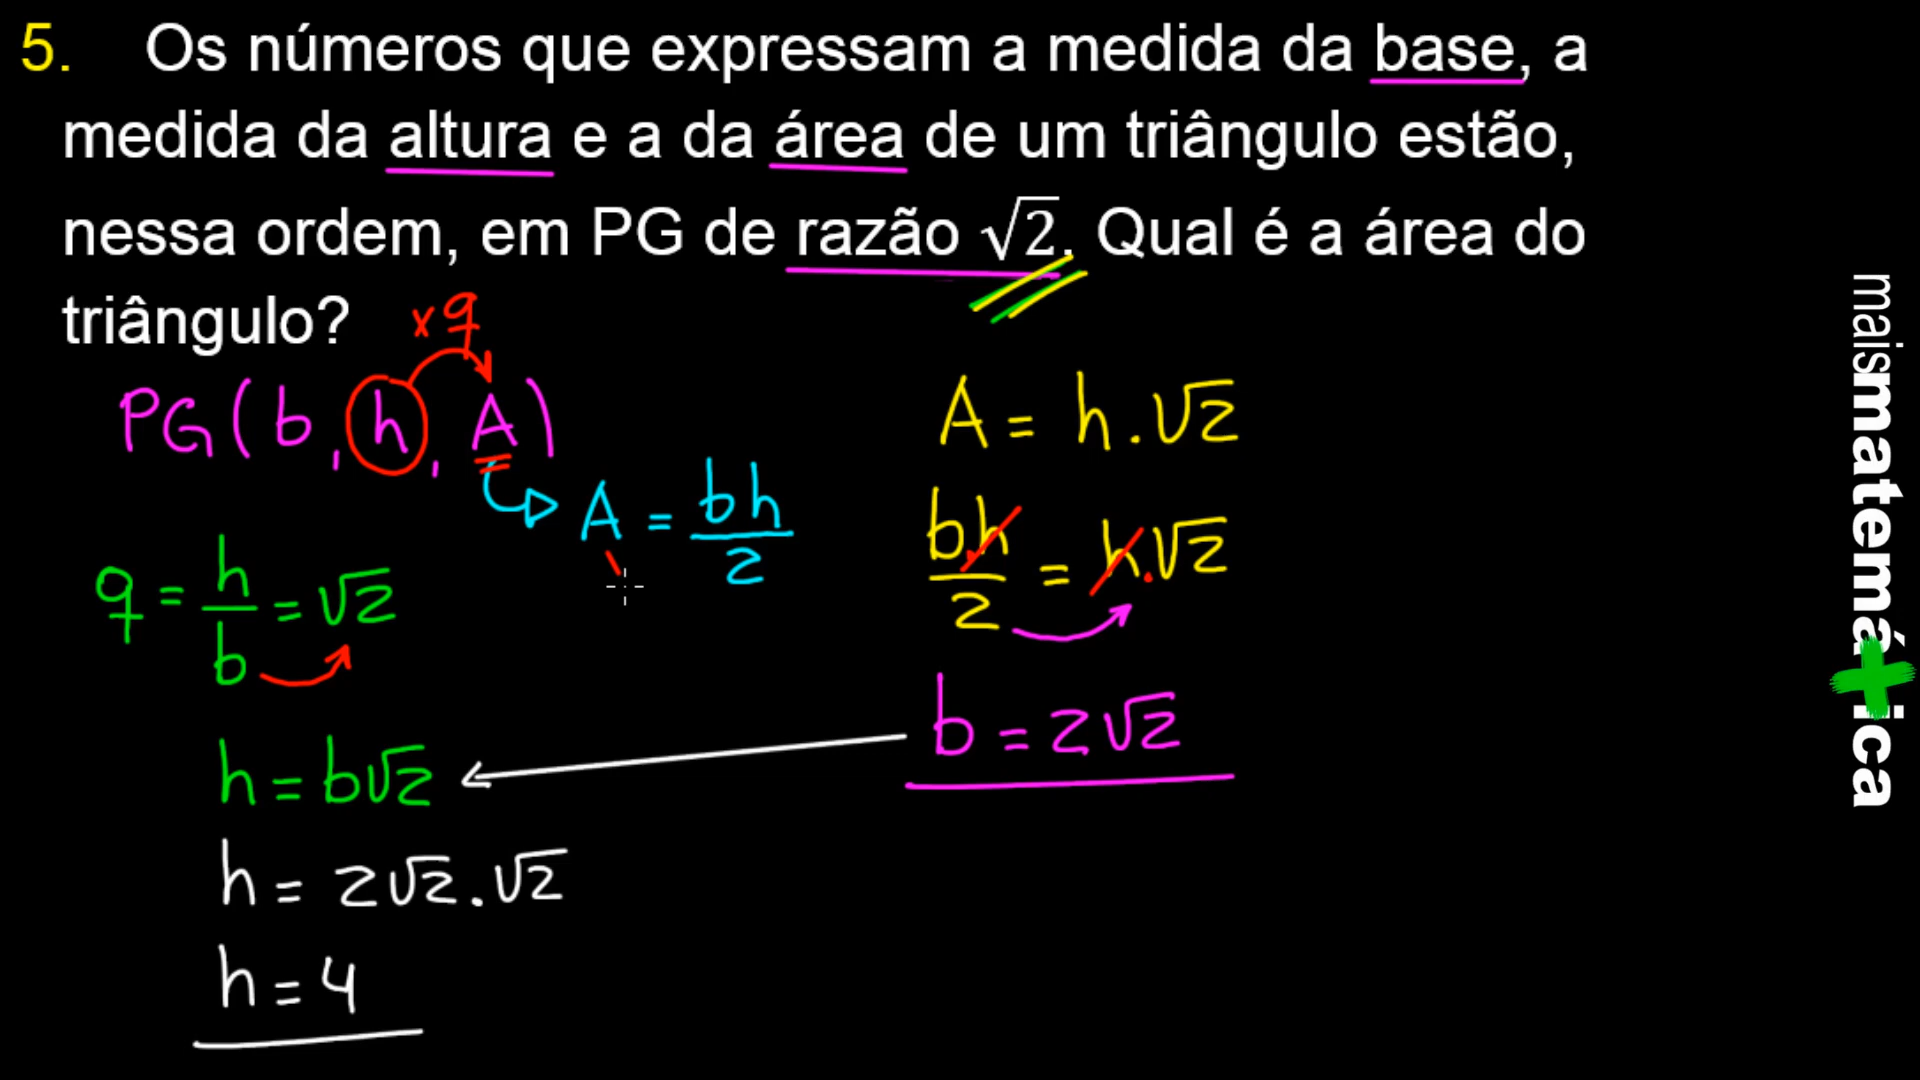 5. Os números que expressam a medida da base, a
medida da altura e a da área de um triângulo estão,
nessa ordem, em PG de razão √2. Qual é a área do
triângulo?
x q
PG(b, h, A)
A = bh/2
q = h/b = √2
h = b√2
h = 2√2.√2
h = 4
A = h.√2
bh/2 = h.√2
b = 2√2
maismatemática